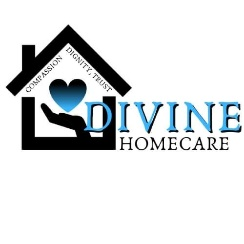 COMPASSION
DIGNITY, TRUST
DIVINE
HOMECARE